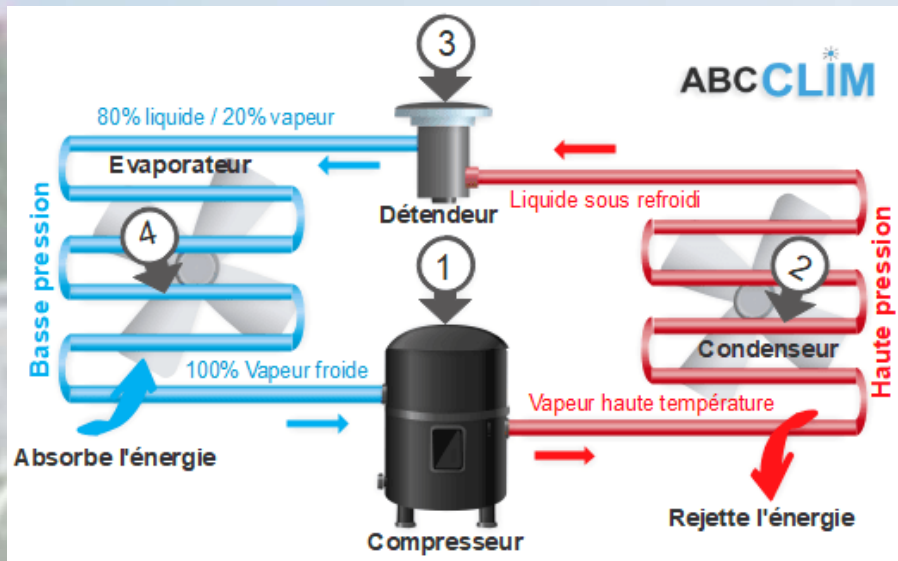 3
ABCCLIM
80% liquide / 20% vapeur
Evaporateur
Détendeur
Liquide sous refroidi
Basse pression
4
1
2
Haute pression
Condenseur
100% Vapeur froide
Vapeur haute température
Absorbe l'énergie
Rejette l'énergie
Compresseur